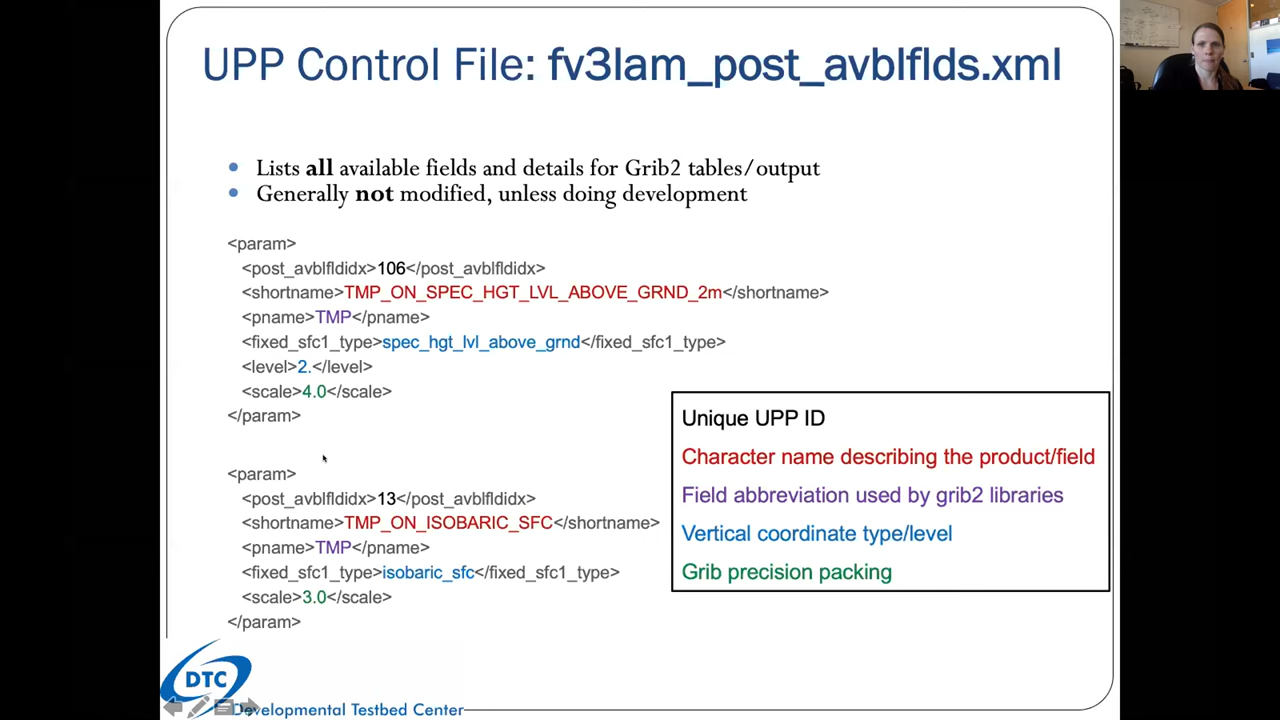 UPP Control File: fv3lam_post_avblflds.xml
Lists all available fields and details for Grib2 tables/output
Generally not modified, unless doing development
<param>
<post_avblfldidx>106</post_avblfldidx>
<shortname>TMP_ON_SPEC_HGT_LVL_ABOVE_GRND_2m</shortname>
<pname>TMP</pname>
<fixed_sfc1_type>spec_hgt_lvl_above_grnd</fixed_sfc1_type>
<level>2.</level>
<scale>4.0</scale>
</param>
<param>
<post_avblfldidx>13</post_avblfldidx>
<shortname>TMP_ON_ISOBARIC_SFC</shortname>
<pname>TMP</pname>
<fixed_sfc1_type>isobaric_sfc</fixed_sfc1_type>
<scale>3.0</scale>
</param>
Unique UPP ID
Character name describing the product/field
Field abbreviation used by grib2 libraries
Vertical coordinate type/level
Grib precision packing
DTC
Developmental Testbed Center